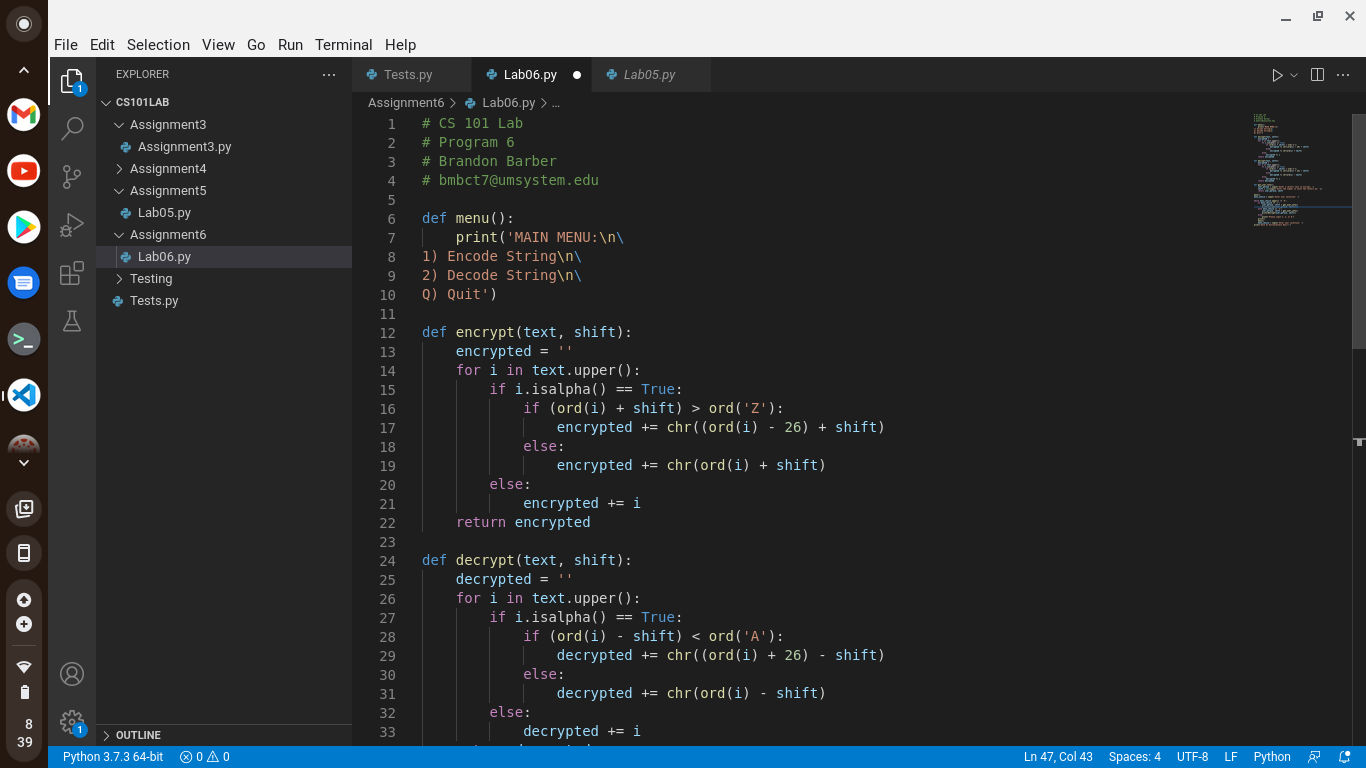 File Edit Selection View Go Run Terminal Help
EXPLORER
Tests.py
Lab06.py
Lab05.py
1
CS101LAB
Assignment3
Assignment3.py
Assignment4
Assignment5
Lab05.py
Assignment6
Lab06.py
Testing
Tests.py
OUTLINE
Assignment6 > Lab06.py > ...
1 # CS 101 Lab
2 # Program 6
3 # Brandon Barber
4 # bmbct7@umsystem.edu
5
6 def menu():
7 print('MAIN MENU:\n\
8 1) Encode String\n\
9 2) Decode String\n\
10 Q) Quit')
11
12 def encrypt(text, shift):
13 encrypted = ''
14 for i in text.upper():
15 if i.isalpha() == True:
16 if (ord(i) + shift) > ord('Z'):
17 encrypted += chr((ord(i) - 26) + shift)
18 else:
19 encrypted += chr(ord(i) + shift)
20 else:
21 encrypted += i
22 return encrypted
23
24 def decrypt(text, shift):
25 decrypted = ''
26 for i in text.upper():
27 if i.isalpha() == True:
28 if (ord(i) - shift) < ord('A'):
29 decrypted += chr((ord(i) + 26) - shift)
30 else:
31 decrypted += chr(ord(i) - shift)
32 else:
33 decrypted += i
1
8
39
Python 3.7.3 64-bit 0 0 Ln 47, Col 43 Spaces: 4 UTF-8 LF Python